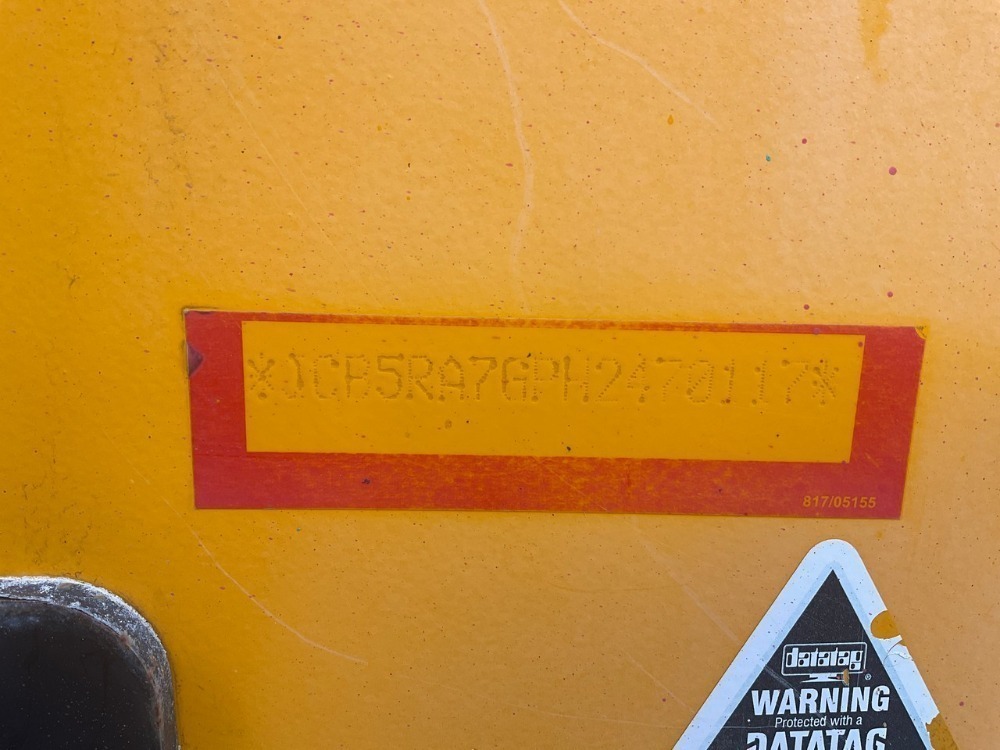 *JCB5RA7GPH2470117*
817/05155
datatag
®
WARNING
Protected with a
DATATAG